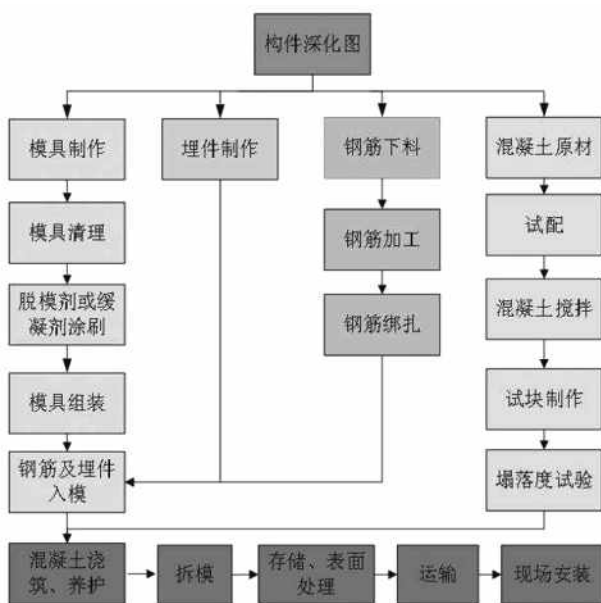 构件深化图
模具制作
埋件制作
钢筋下料
混凝土原材
模具清理
钢筋加工
试配
脱模剂或缓
凝剂涂刷
钢筋绑扎
混凝土搅拌
模具组装
试块制作
钢筋及埋件
入模
塌落度试验
混凝土浇
筑、养护
拆模
存储、表面
处理
运输
现场安装